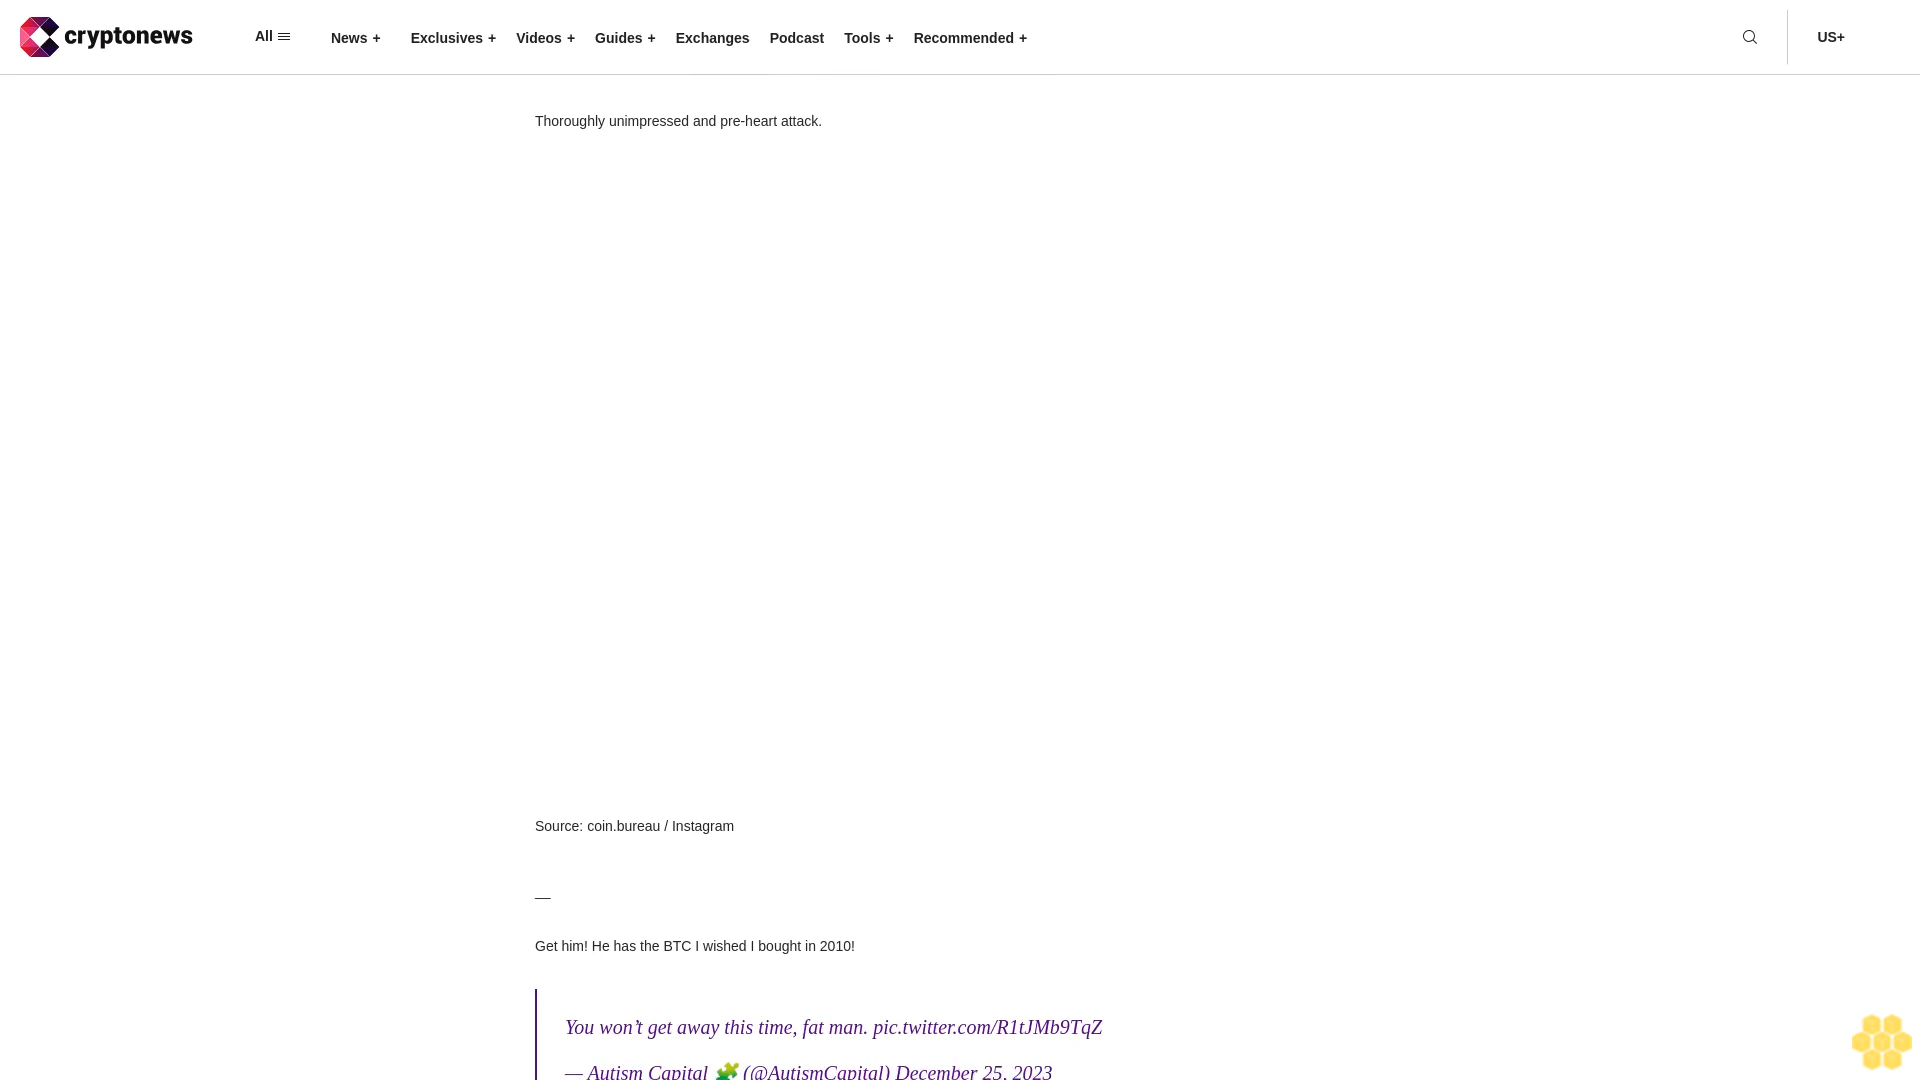 cryptonews
All
News +
Exclusives +
Videos +
Guides +
Exchanges
Podcast
Tools +
Recommended +
US+
Thoroughly unimpressed and pre-heart attack.
Source: coin.bureau / Instagram
—
Get him! He has the BTC I wished I bought in 2010!
You won’t get away this time, fat man. pic.twitter.com/R1tJMb9TqZ
— Autism Capital 🧩 (@AutismCapital) December 25, 2023